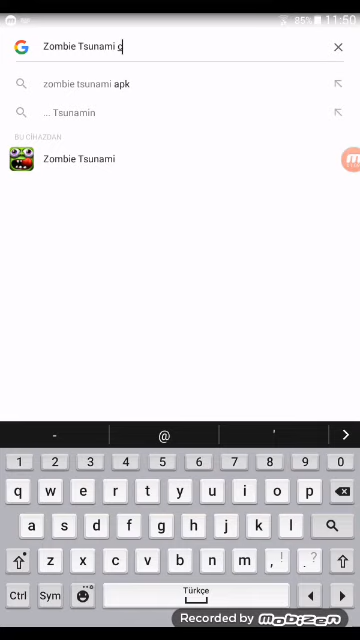 85% 11:50
Zombie Tsunami g
zombie tsunami apk
... Tsunamin
BU CİHAZDAN
Zombie Tsunami
- @ '
1 2 3 4 5 6 7 8 9 0
q w e r t y u i o p
a s d f g h j k l
z x c v b n m , ! . ?
Ctrl Sym Türkçe
Recorded by MOBIZEN